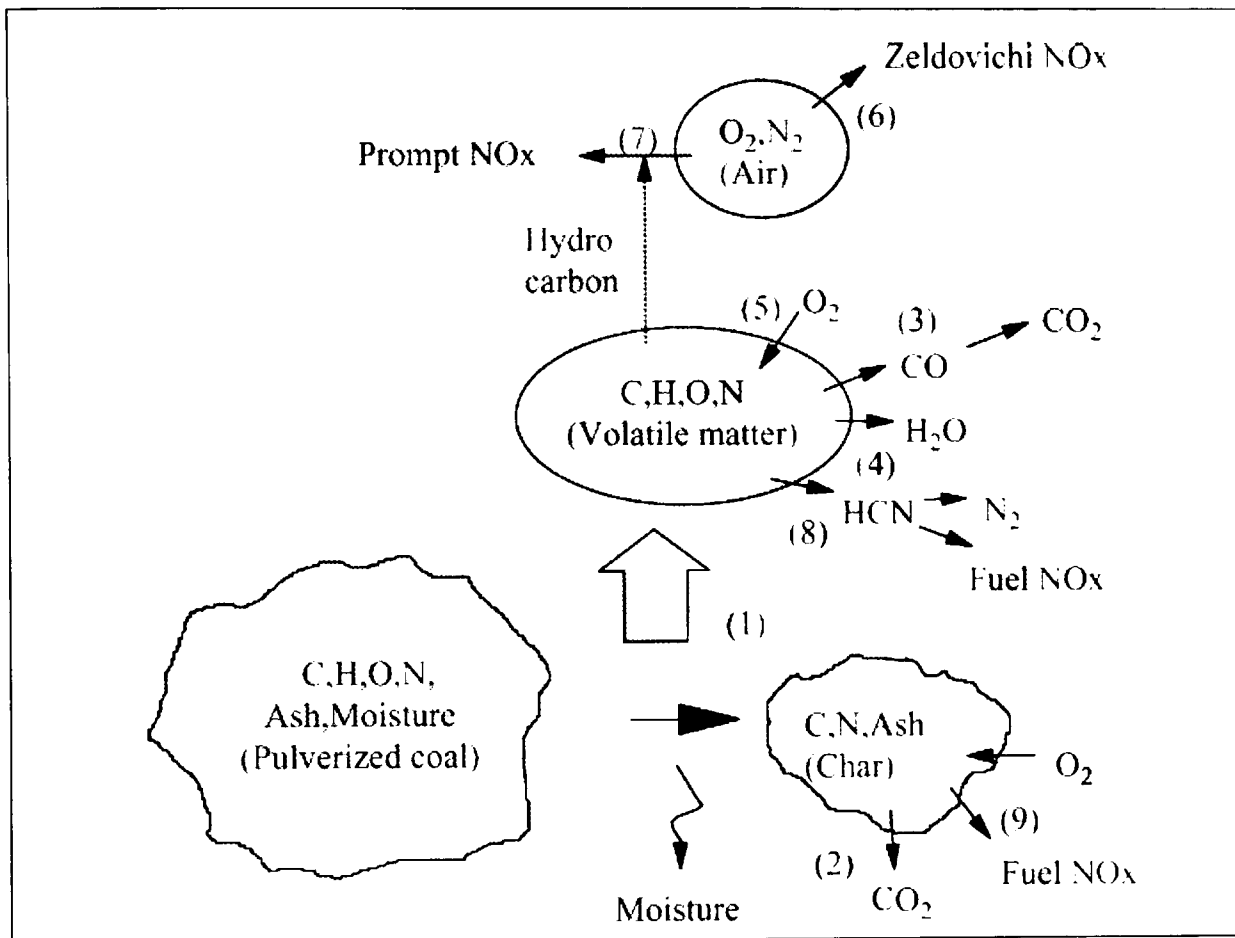 Zeldovichi NOx
(6)
O₂,N₂
(Air)
(7)
Prompt NOx
Hydro
carbon
(5)
O₂
(3)
CO₂
CO
C,H,O,N
(Volatile matter)
H₂O
(4)
HCN
N₂
(8)
Fuel NOx
(1)
C,H,O,N,
Ash,Moisture
(Pulverized coal)
C,N,Ash
(Char)
O₂
(9)
(2)
Fuel NOx
CO₂
Moisture